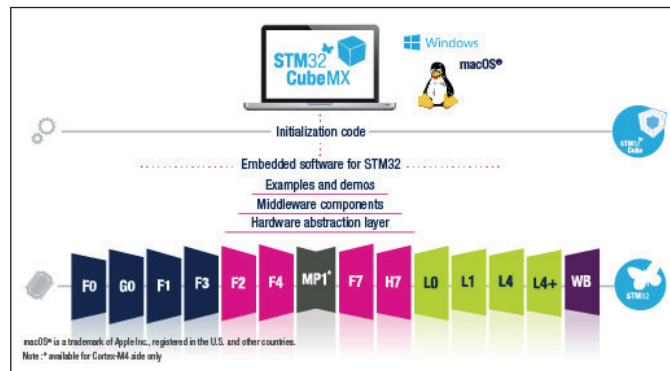 STM32
CubeMX
Windows
macOS®
Initialization code
STM32
Cube
Embedded software for STM32
Examples and demos
Middleware components
Hardware abstraction layer
F0 G0 F1 F3 F2 F4 MP1* F7 H7 L0 L1 L4 L4+ WB
STM32
macOS® is a trademark of Apple Inc., registered in the U.S. and other countries.
Note :* available for Cortex-M4 side only